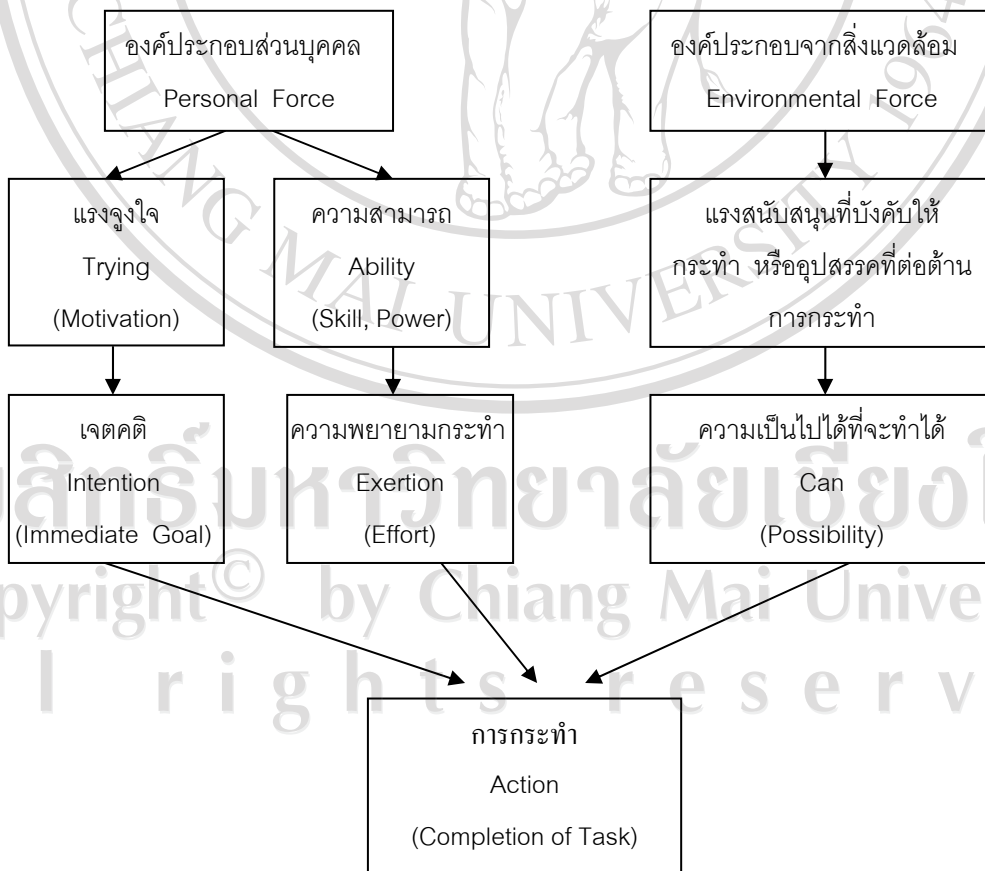 องค์ประกอบส่วนบุคคล
Personal Force
องค์ประกอบจากสิ่งแวดล้อม
Environmental Force
แรงจูงใจ
Trying
(Motivation)
ความสามารถ
Ability
(Skill, Power)
แรงสนับสนุนที่บังคับให้
กระทำ หรืออุปสรรคที่ต่อต้าน
การกระทำ
เจตคติ
Intention
(Immediate Goal)
ความพยายามกระทำ
Exertion
(Effort)
ความเป็นไปได้ที่จะทำได้
Can
(Possibility)
การกระทำ
Action
(Completion of Task)
CHIANG MAI UNIVERSITY 1964
สิทธิ์มหาวิทยาลัยเชียงใ
pyright© by Chiang Mai Unive
l rights reserv